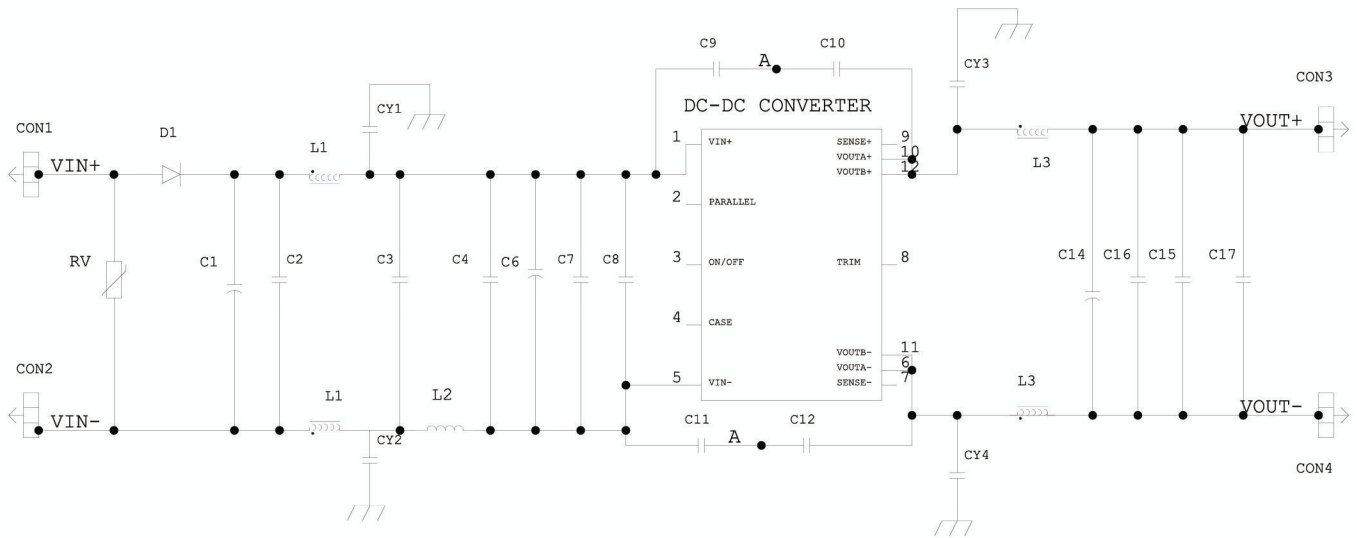 C9
A
C10
CY3
CON3
DC-DC CONVERTER
CY1
CON1
D1
L1
VIN+
1
VIN+
SENSE+
9
VOUTA+
10
VOUTB+
12
L3
VOUT+
2
PARALLEL
RV
C1
C2
C3
C4
C6
C7
C8
3
ON/OFF
TRIM
8
C14
C16
C15
C17
4
CASE
VOUTB-
11
VOUTA-
6
5
VIN-
SENSE-
7
CON2
L1
L2
L3
VIN-
VOUT-
CY2
C11
A
C12
CY4
CON4